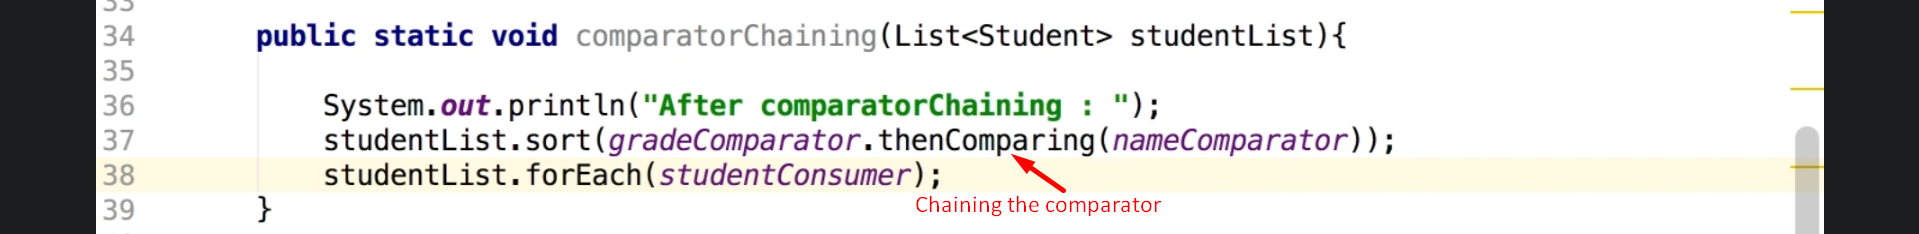 33
34 public static void comparatorChaining(List<Student> studentList){
35
36 System.out.println("After comparatorChaining : ");
37 studentList.sort(gradeComparator.thenComparing(nameComparator));
38 studentList.forEach(studentConsumer);
39 }
Chaining the comparator